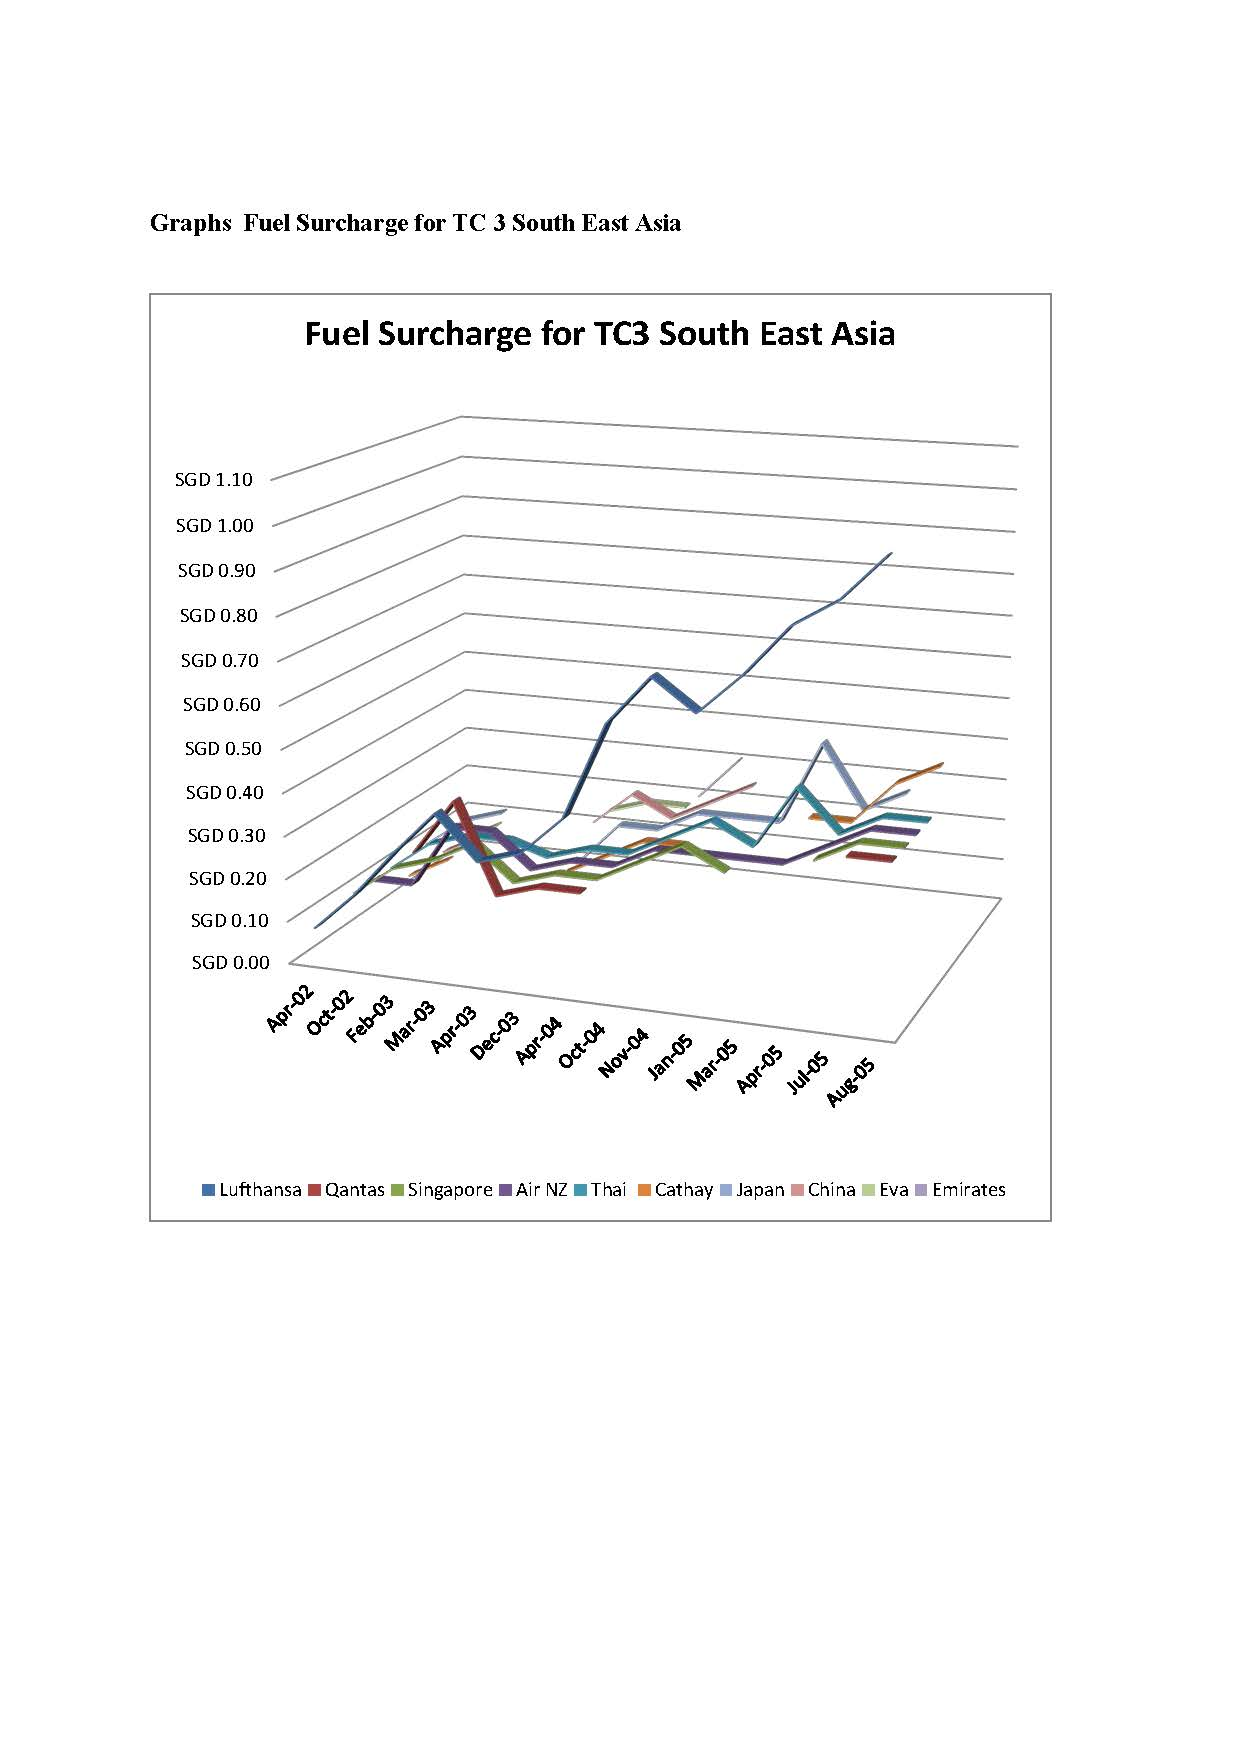 Graphs  Fuel Surcharge for TC 3 South East Asia
Fuel Surcharge for TC3 South East Asia
SGD 1.10
SGD 1.00
SGD 0.90
SGD 0.80
SGD 0.70
SGD 0.60
SGD 0.50
SGD 0.40
SGD 0.30
SGD 0.20
SGD 0.10
SGD 0.00
Apr-02
Oct-02
Feb-03
Mar-03
Apr-03
Dec-03
Apr-04
Oct-04
Nov-04
Jan-05
Mar-05
Apr-05
Jul-05
Aug-05
Lufthansa Qantas Singapore Air NZ Thai Cathay Japan China Eva Emirates